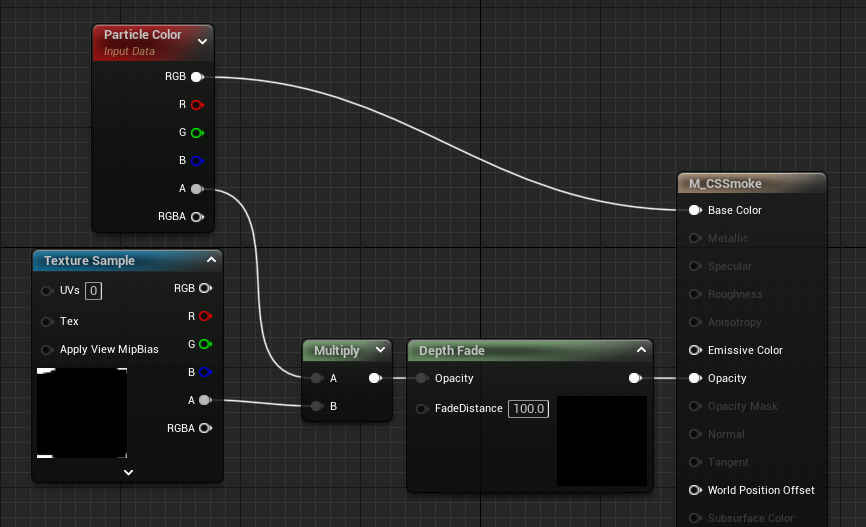 Particle Color
Input Data
RGB
R
G
B
A
RGBA
Texture Sample
UVs 0
Tex
Apply View MipBias
RGB
R
G
B
A
RGBA
Multiply
A
B
Depth Fade
Opacity
FadeDistance 100.0
M_CSSmoke
Base Color
Metallic
Specular
Roughness
Anisotropy
Emissive Color
Opacity
Opacity Mask
Normal
Tangent
World Position Offset
Subsurface Color